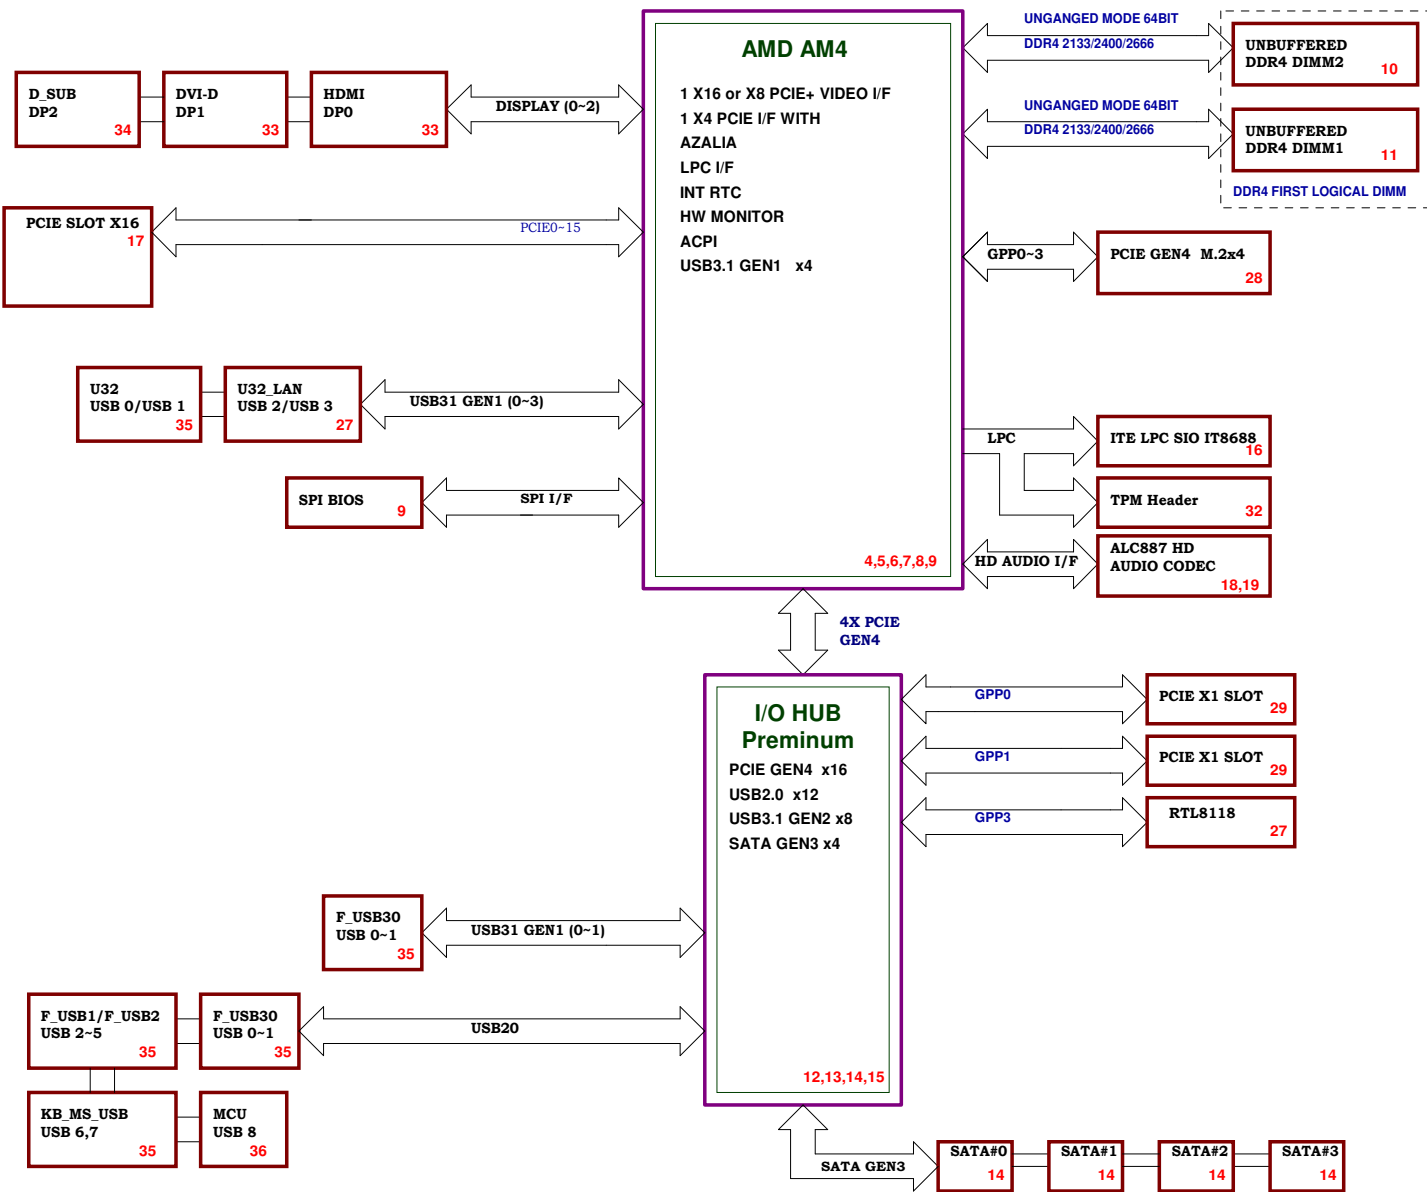 UNGANGED MODE 64BIT
DDR4 2133/2400/2666
UNBUFFERED
DDR4 DIMM2
10
UNGANGED MODE 64BIT
DDR4 2133/2400/2666
UNBUFFERED
DDR4 DIMM1
11
DDR4 FIRST LOGICAL DIMM
AMD AM4
1 X16 or X8 PCIE+ VIDEO I/F
1 X4 PCIE I/F WITH
AZALIA
LPC I/F
INT RTC
HW MONITOR
ACPI
USB3.1 GEN1 x4
4,5,6,7,8,9
D_SUB
DP2
34
DVI-D
DP1
33
HDMI
DP0
33
DISPLAY (0~2)
PCIE SLOT X16
17
PCIE0~15
GPP0~3
PCIE GEN4 M.2x4
28
U32
USB 0/USB 1
35
U32_LAN
USB 2/USB 3
27
USB31 GEN1 (0~3)
SPI BIOS
9
SPI I/F
LPC
ITE LPC SIO IT8688
16
TPM Header
32
HD AUDIO I/F
ALC887 HD
AUDIO CODEC
18,19
4X PCIE
GEN4
I/O HUB
Preminum
PCIE GEN4 x16
USB2.0 x12
USB3.1 GEN2 x8
SATA GEN3 x4
12,13,14,15
GPP0
PCIE X1 SLOT
29
GPP1
PCIE X1 SLOT
29
GPP3
RTL8118
27
F_USB30
USB 0~1
35
USB31 GEN1 (0~1)
F_USB1/F_USB2
USB 2~5
35
F_USB30
USB 0~1
35
USB20
KB_MS_USB
USB 6,7
35
MCU
USB 8
36
SATA GEN3
SATA#0
14
SATA#1
14
SATA#2
14
SATA#3
14